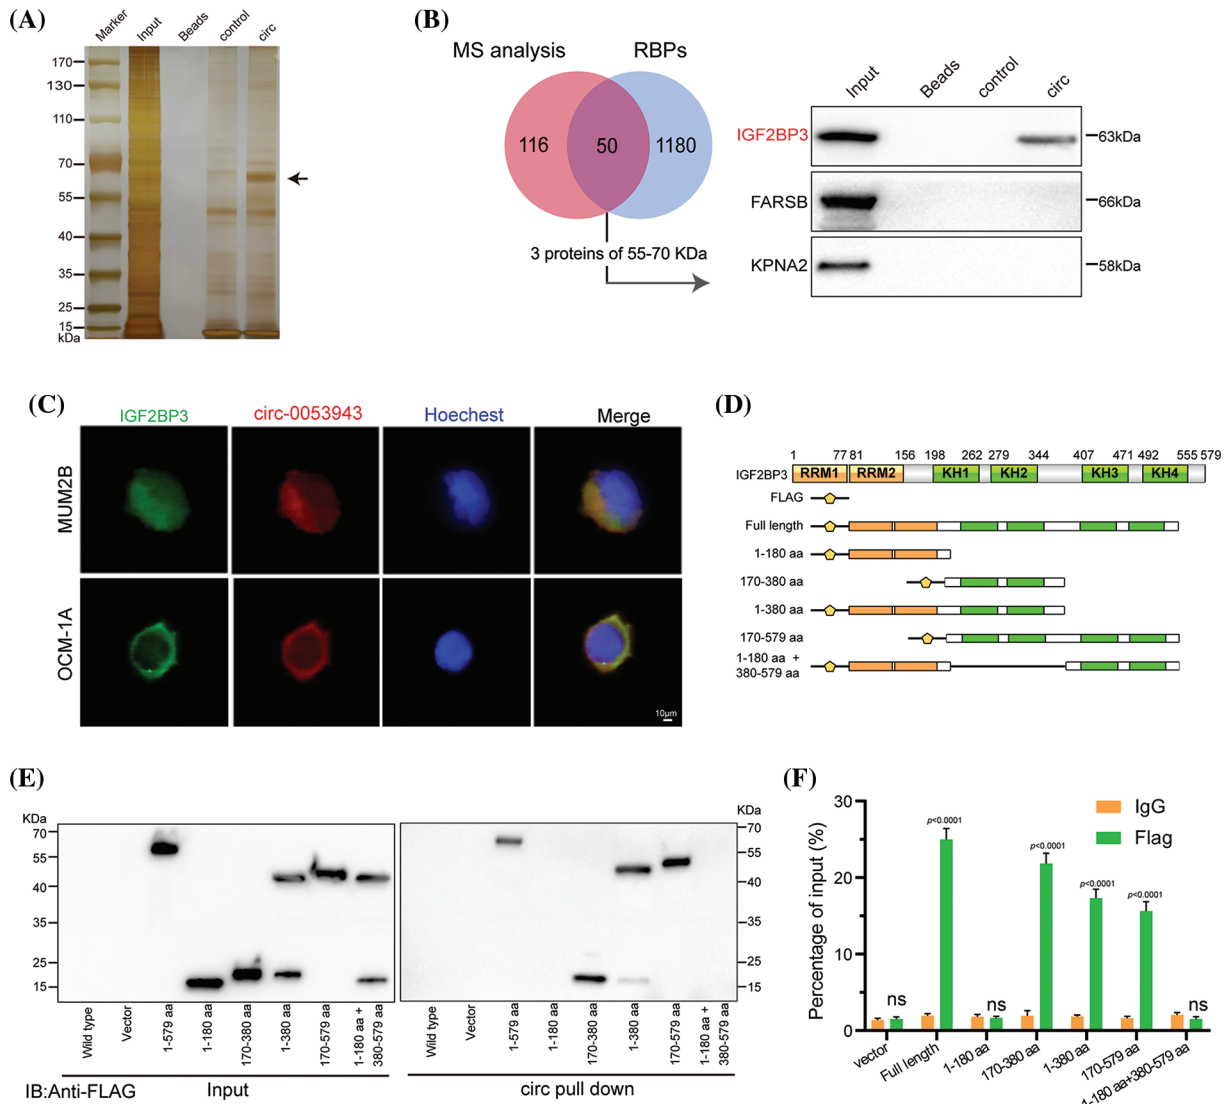 (A)
Marker Input Beads control circ
170
130
110
70
55
40
35
25
15
kDa
(B)
MS analysis RBPs
116 50 1180
3 proteins of 55-70 KDa
Input Beads control circ
IGF2BP3 63kDa
FARSB 66kDa
KPNA2 58kDa
(C)
IGF2BP3 circ-0053943 Hoechest Merge
MUM2B
OCM-1A
10μm
(D)
1 77 81 156 198 262 279 344 407 471 492 555 579
IGF2BP3 RRM1 RRM2 KH1 KH2 KH3 KH4
FLAG
Full length
1-180 aa
170-380 aa
1-380 aa
170-579 aa
1-180 aa +
380-579 aa
(E)
KDa
70
55
40
35
25
15
KDa
70
55
40
35
25
15
Wild type
Vector
1-579 aa
1-180 aa
170-380 aa
1-380 aa
170-579 aa
1-180 aa +
380-579 aa
Wild type
Vector
1-579 aa
1-180 aa
170-380 aa
1-380 aa
170-579 aa
1-180 aa +
380-579 aa
IB:Anti-FLAG Input circ pull down
(F)
Percentage of input (%)
30
20
10
0
IgG
Flag
ns
p<0.0001
ns
p<0.0001
p<0.0001
p<0.0001
ns
vector
Full length
1-180 aa
170-380 aa
1-380 aa
170-579 aa
1-180 aa+380-579 aa